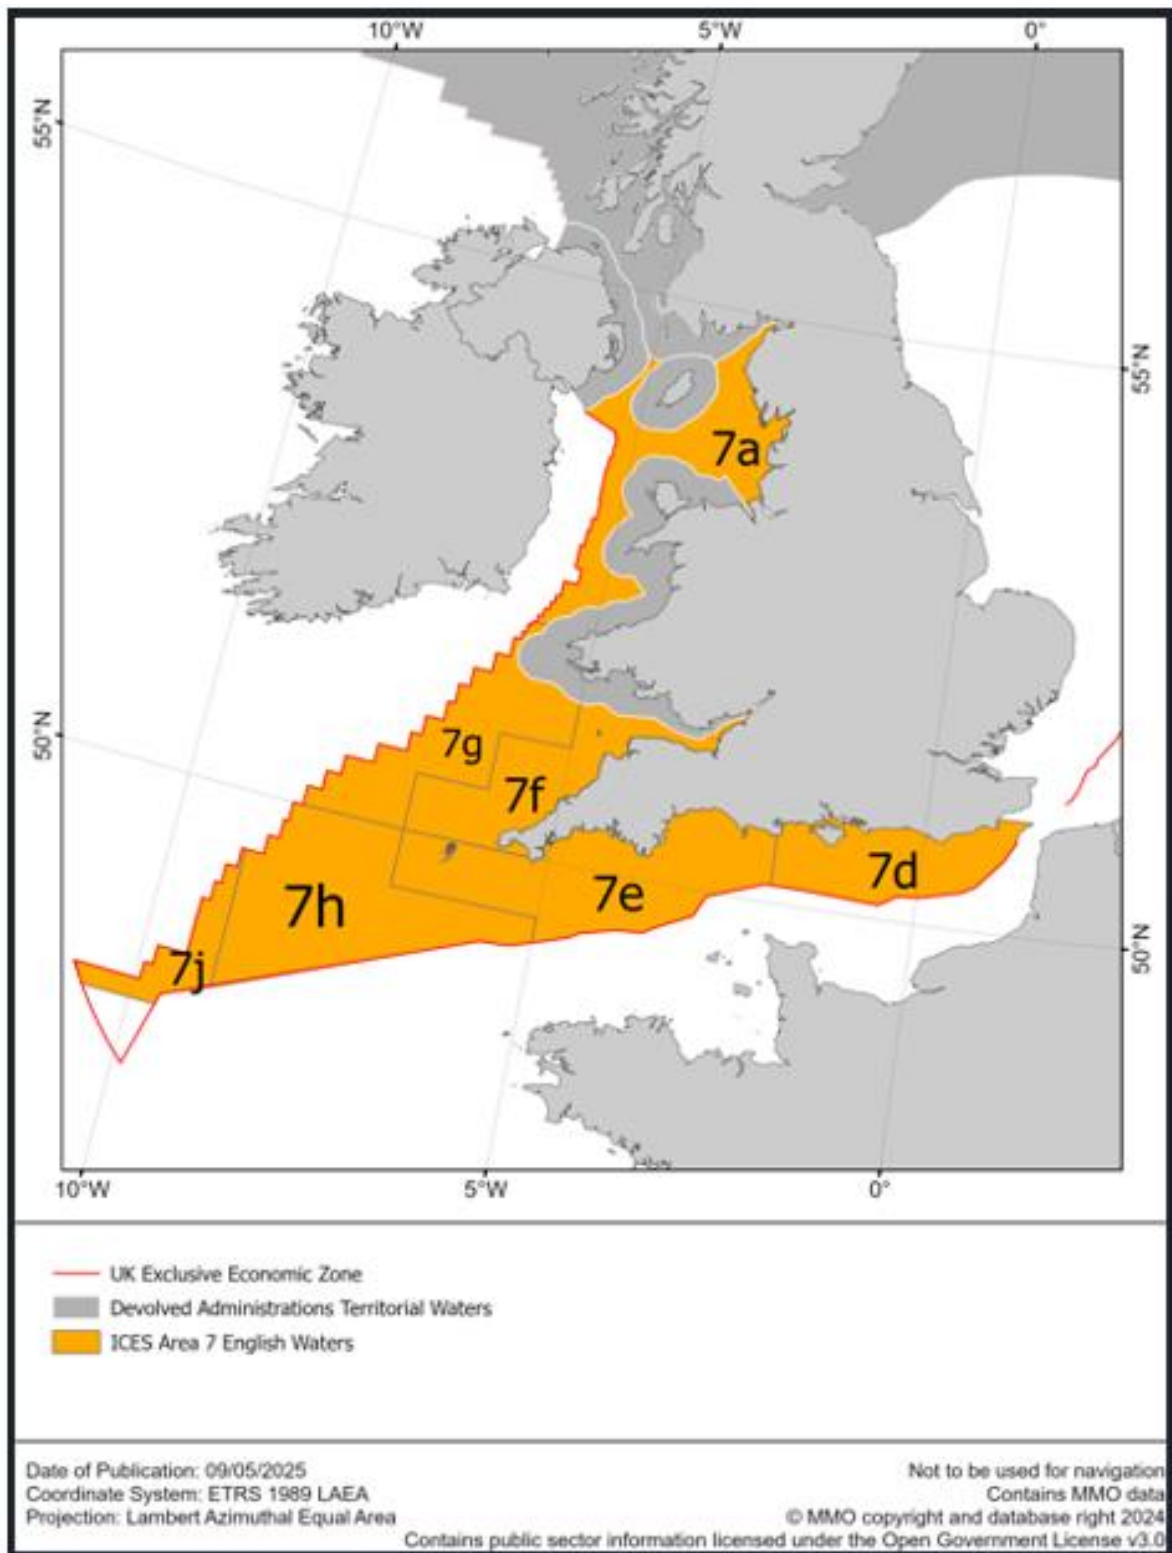 10°W 5°W 0°
55°N
55°N
7a
50°N
7g
7f
7d
7e
7h
50°N
7j
10°W 5°W 0°
UK Exclusive Economic Zone
Devolved Administrations Territorial Waters
ICES Area 7 English Waters
Date of Publication: 09/05/2025
Coordinate System: ETRS 1989 LAEA
Projection: Lambert Azimuthal Equal Area
Not to be used for navigation
Contains MMO data
© MMO copyright and database right 2024
Contains public sector information licensed under the Open Government License v3.0